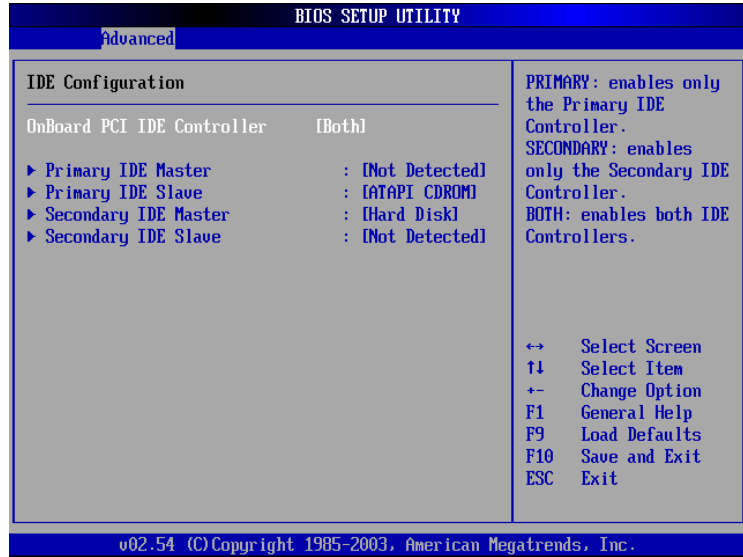 BIOS SETUP UTILITY
Advanced
IDE Configuration
OnBoard PCI IDE Controller [Both]
Primary IDE Master : [Not Detected]
Primary IDE Slave : [ATAPI CDROM]
Secondary IDE Master : [Hard Disk]
Secondary IDE Slave : [Not Detected]
PRIMARY: enables only
the Primary IDE
Controller.
SECONDARY: enables
only the Secondary IDE
Controller.
BOTH: enables both IDE
Controllers.
↔ Select Screen
↑↓ Select Item
+- Change Option
F1 General Help
F9 Load Defaults
F10 Save and Exit
ESC Exit
v02.54 (C)Copyright 1985-2003, American Megatrends, Inc.